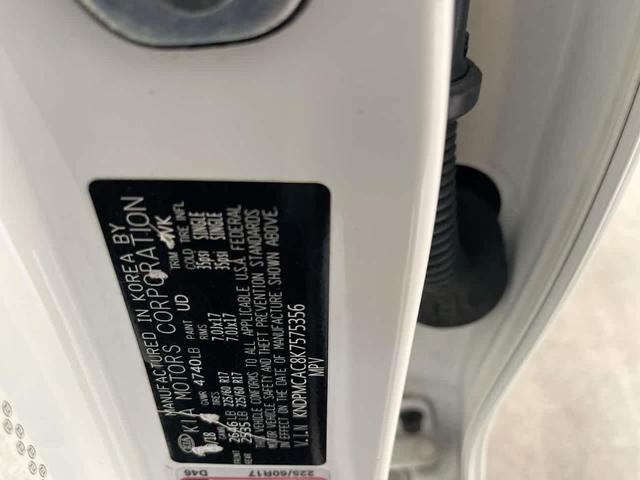 MANUFACTURED IN KOREA BY
KIA MOTORS CORPORATION
GVWR 4740LB PAINT UD TRIM
GAWR TIRES RIMS COLD TIRE INFL
2646LB 225/60 R17 7.0Jx17 35psi SINGLE
REAR 2535LB 225/60 R17 7.0Jx17 35psi SINGLE
THIS VEHICLE CONFORMS TO ALL APPLICABLE U.S.A. FEDERAL
MOTOR VEHICLE SAFETY AND THEFT PREVENTION STANDARDS
IN EFFECT ON THE DATE OF MANUFACTURE SHOWN ABOVE.
V.I.N KNDPMCAC8K7575356
MPV
D46 225/60R17